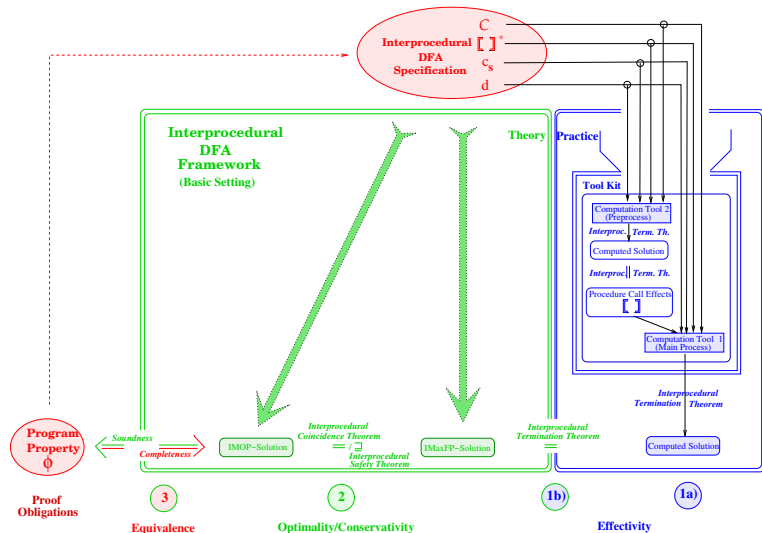 C
Interprocedural
[ ] *
DFA
Specification
c s
d
Interprocedural
DFA
Framework
(Basic Setting)
Theory
Practice
Tool Kit
Computation Tool 2
(Preprocess)
Interproc. Term. Th.
Computed Solution
Interproc. Term. Th.
Procedure Call Effects
[ ]
Computation Tool 1
(Main Process)
Interprocedural
Termination Theorem
Computed Solution
Program
Property
ϕ
Soundness
Completeness
IMOP−Solution
Interprocedural
Coincidence Theorem
= / ⊒
Interprocedural
Safety Theorem
IMaxFP−Solution
Interprocedural
Termination Theorem
=
Proof
Obligations
3
Equivalence
2
Optimality/Conservativity
1b)
1a)
Effectivity